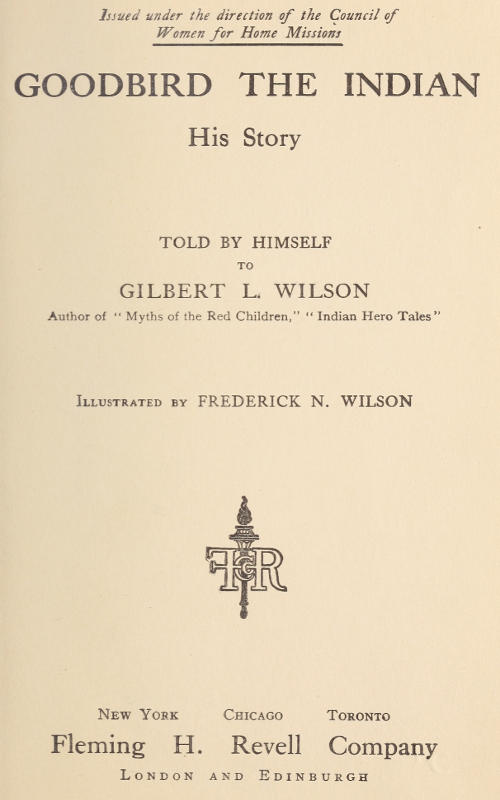 Issued under the direction of the Council of
Women for Home Missions
GOODBIRD THE INDIAN
His Story
TOLD BY HIMSELF
TO
GILBERT L. WILSON
Author of “ Myths of the Red Children,” “ Indian Hero Tales”
ILLUSTRATED BY FREDERICK N. WILSON
NEW YORK CHICAGO TORONTO
Fleming H. Revell Company
LONDON AND EDINBURGH